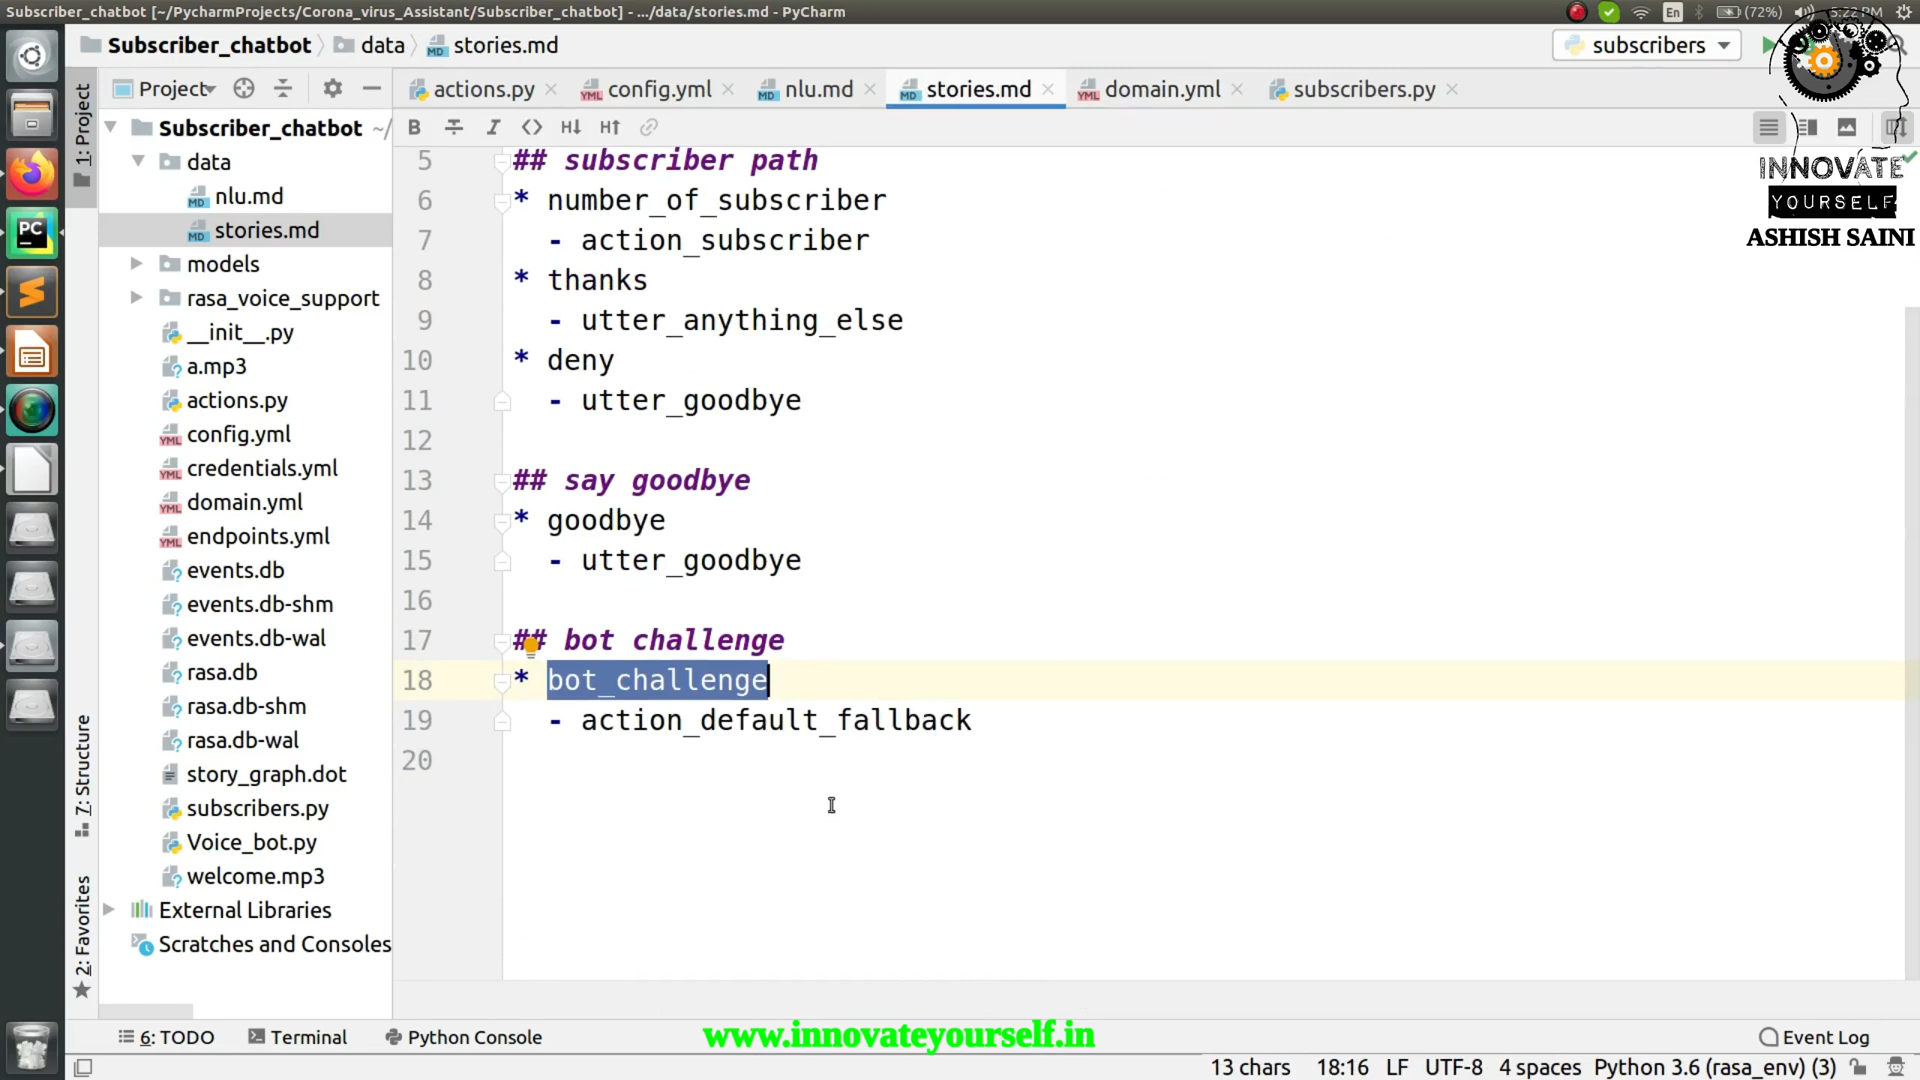 Subscriber_chatbot [~/PycharmProjects/Corona_virus_Assistant/Subscriber_chatbot] - .../data/stories.md - PyCharm
En
(72%)
5:22 PM
Subscriber_chatbot
data
stories.md
subscribers
Project
actions.py
config.yml
nlu.md
stories.md
domain.yml
subscribers.py
1: Project
Subscriber_chatbot ~/
data
nlu.md
stories.md
models
rasa_voice_support
__init__.py
a.mp3
actions.py
config.yml
credentials.yml
domain.yml
endpoints.yml
events.db
events.db-shm
events.db-wal
rasa.db
rasa.db-shm
rasa.db-wal
story_graph.dot
subscribers.py
Voice_bot.py
welcome.mp3
External Libraries
Scratches and Consoles
7: Structure
2: Favorites
5 ## subscriber path
6 * number_of_subscriber
7 - action_subscriber
8 * thanks
9 - utter_anything_else
10 * deny
11 - utter_goodbye
12
13 ## say goodbye
14 * goodbye
15 - utter_goodbye
16
17 ## bot challenge
18 * bot_challenge
19 - action_default_fallback
20
INNOVATE
YOURSELF
ASHISH SAINI
6: TODO
Terminal
Python Console
www.innovateyourself.in
Event Log
13 chars 18:16 LF UTF-8 4 spaces Python 3.6 (rasa_env) (3)